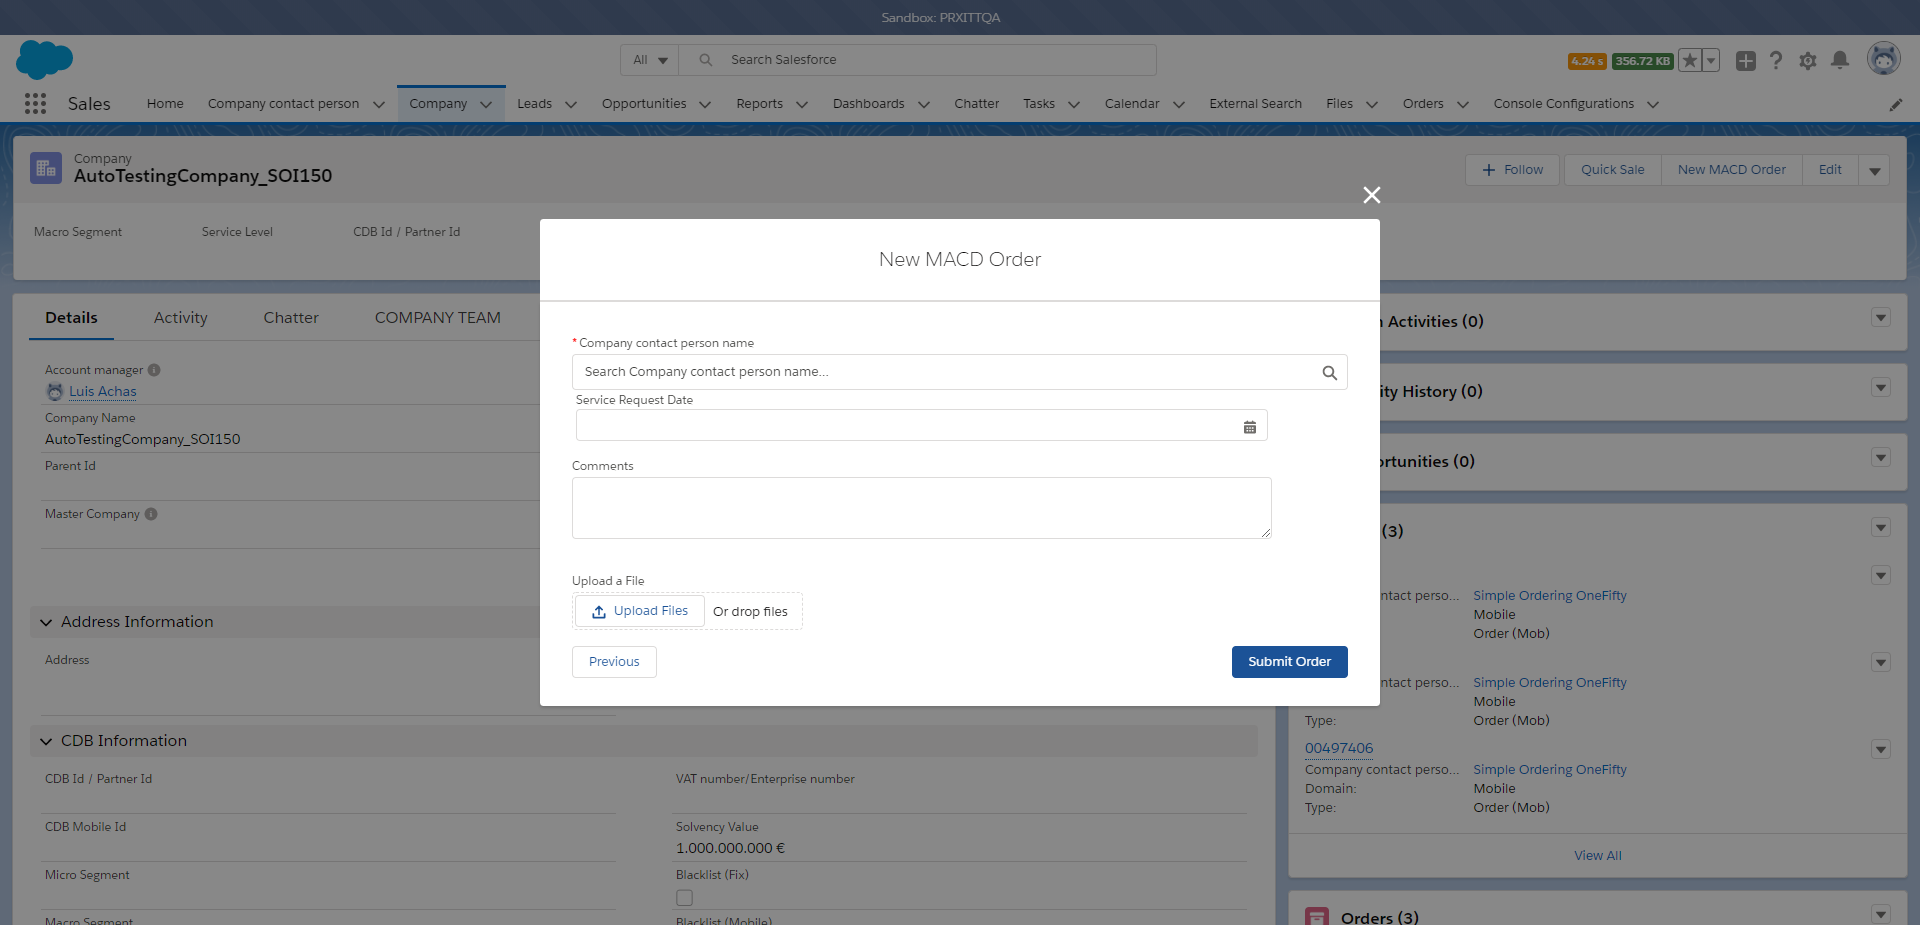 Sandbox: PRXITTQA
All
Search Salesforce
4.24 s
356.72 KB
Sales
Home
Company contact person
Company
Leads
Opportunities
Reports
Dashboards
Chatter
Tasks
Calendar
External Search
Files
Orders
Console Configurations
Company
AutoTestingCompany_SOI150
Follow
Quick Sale
New MACD Order
Edit
Macro Segment
Service Level
CDB Id / Partner Id
Details
Activity
Chatter
COMPANY TEAM
Account manager
Luis Achas
Company Name
AutoTestingCompany_SOI150
Parent Id
Master Company
Address Information
Address
CDB Information
CDB Id / Partner Id
VAT number/Enterprise number
CDB Mobile Id
Solvency Value
1.000.000.000 €
Micro Segment
Blacklist (Fix)
Macro Segment
Blacklist (Mobile)
New MACD Order
* Company contact person name
Search Company contact person name...
Service Request Date
Comments
Upload a File
Upload Files
Or drop files
Previous
Submit Order
Activities (0)
ity History (0)
ortunities (0)
(3)
ntact perso...
Simple Ordering OneFifty
Mobile
Order (Mob)
ntact perso...
Simple Ordering OneFifty
Mobile
Type:
Order (Mob)
00497406
Company contact perso...
Simple Ordering OneFifty
Domain:
Mobile
Type:
Order (Mob)
View All
Orders (3)